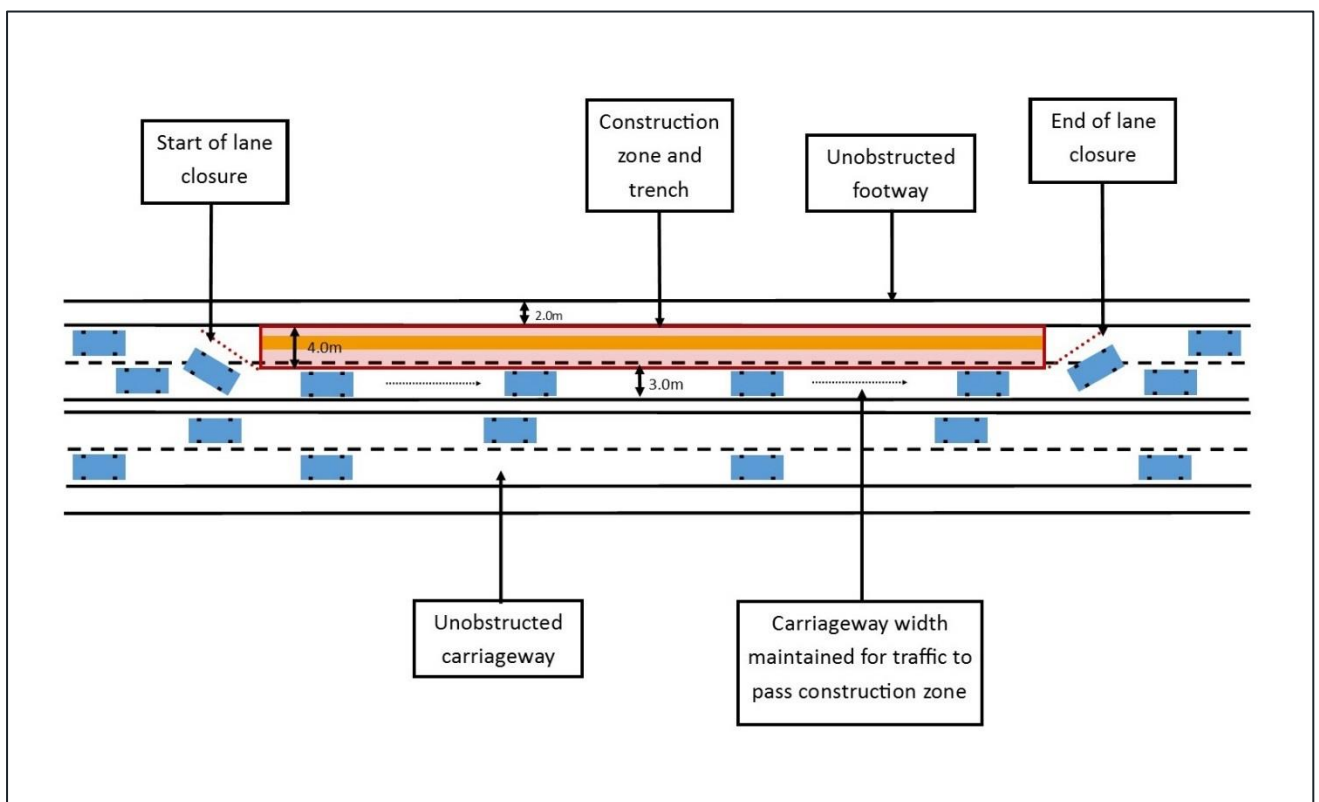 Start of lane
closure
Construction
zone and
trench
Unobstructed
footway
End of lane
closure
2.0m
4.0m
3.0m
Unobstructed
carriageway
Carriageway width
maintained for traffic to
pass construction zone